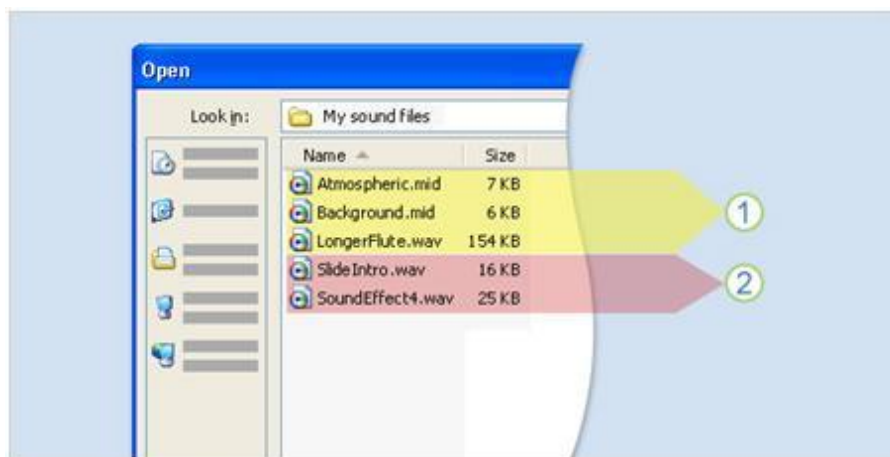 Open
Look in: My sound files
Name Size
Atmospheric.mid 7 KB
Background.mid 6 KB
LongerFlute.wav 154 KB
SlideIntro.wav 16 KB
SoundEffect4.wav 25 KB
1
2